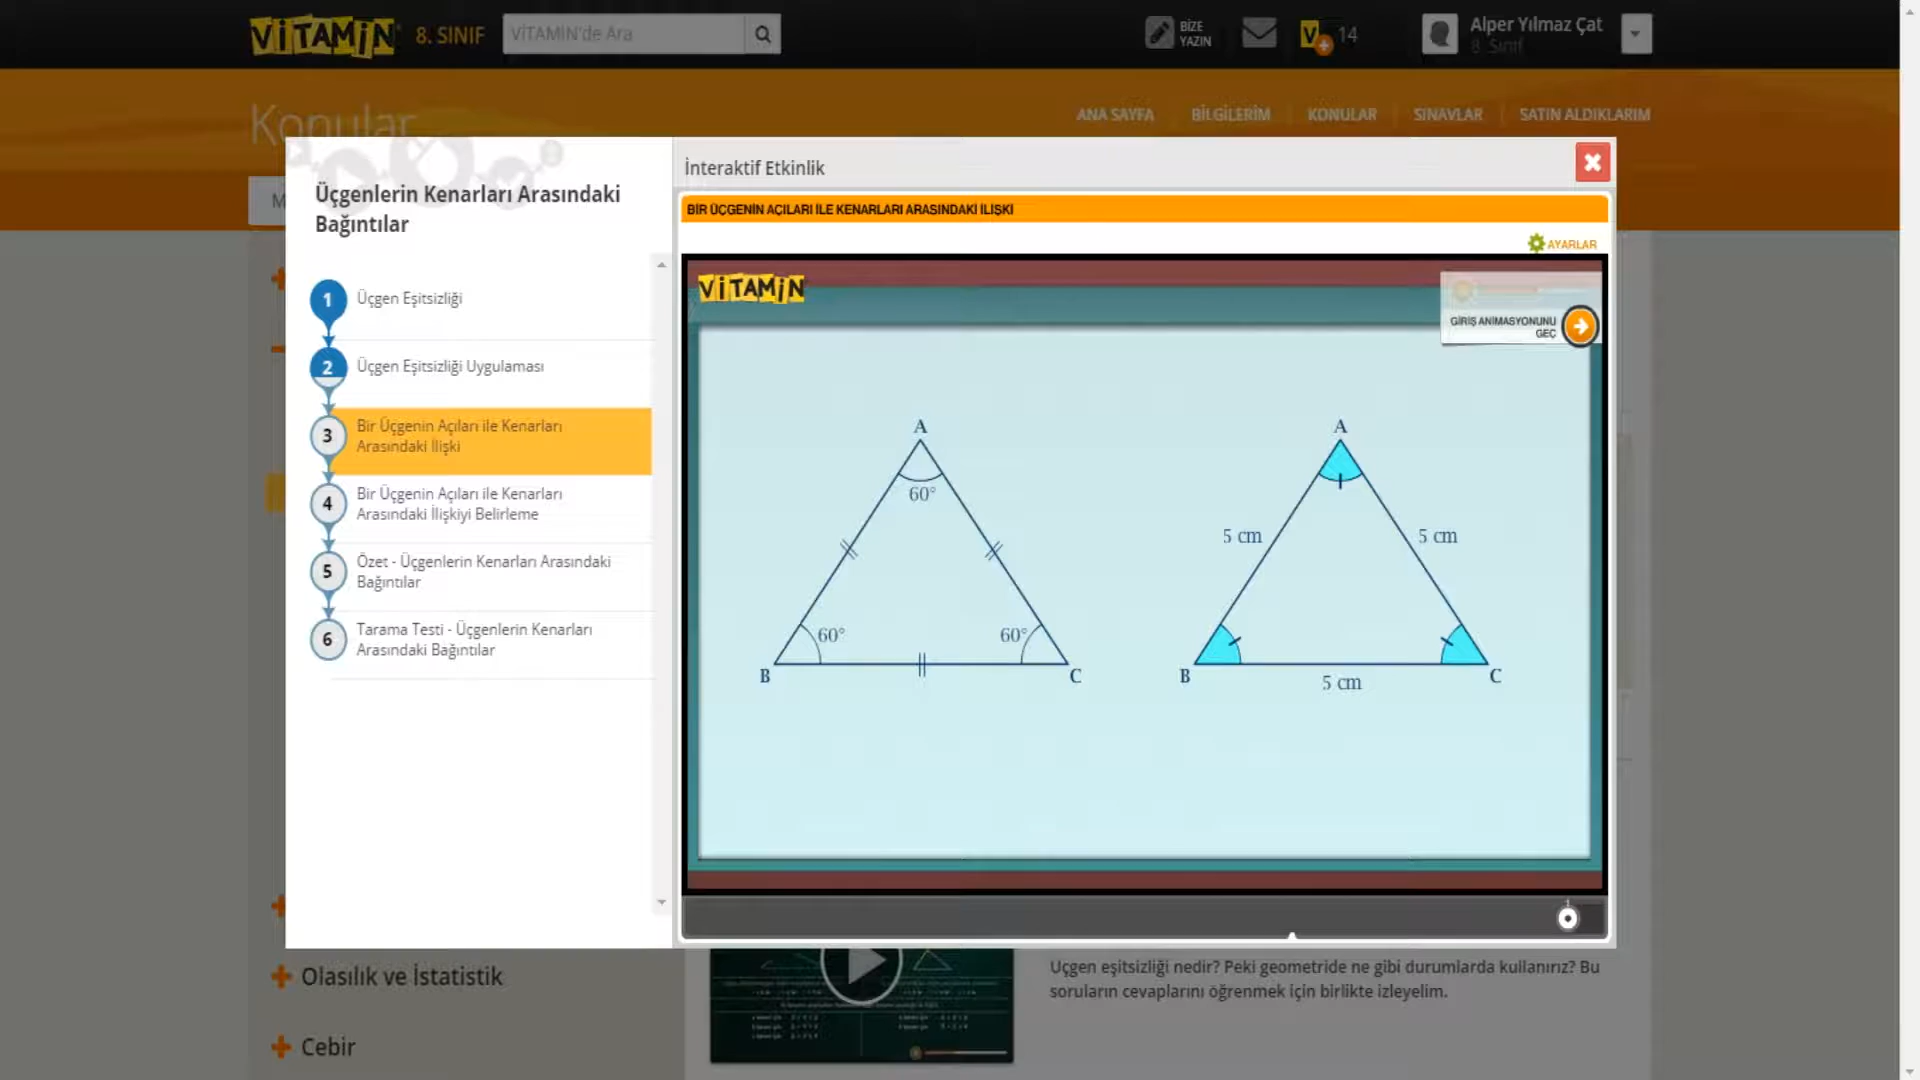 VİTAMİN
8. SINIF
VİTAMİN'de Ara
BİZE
YAZIN
14
Alper Yılmaz Çat
8. Sınıf
Konular
ANA SAYFA
BİLGİLERİM
KONULAR
SINAVLAR
SATIN ALDIKLARIM
M
Üçgenlerin Kenarları Arasındaki
Bağıntılar
1
Üçgen Eşitsizliği
2
Üçgen Eşitsizliği Uygulaması
3
Bir Üçgenin Açıları ile Kenarları
Arasındaki İlişki
4
Bir Üçgenin Açıları ile Kenarları
Arasındaki İlişkiyi Belirleme
5
Özet - Üçgenlerin Kenarları Arasındaki
Bağıntılar
6
Tarama Testi - Üçgenlerin Kenarları
Arasındaki Bağıntılar
İnteraktif Etkinlik
BİR ÜÇGENİN AÇILARI İLE KENARLARI ARASINDAKİ İLİŞKİ
AYARLAR
VİTAMİN
GİRİŞ ANİMASYONUNU
GEÇ
A
60°
60°
60°
B
C
A
5 cm
5 cm
B
C
5 cm
1
Olasılık ve İstatistik
Cebir
Üçgen eşitsizliği nedir? Peki geometride ne gibi durumlarda kullanırız? Bu
soruların cevaplarını öğrenmek için birlikte izleyelim.